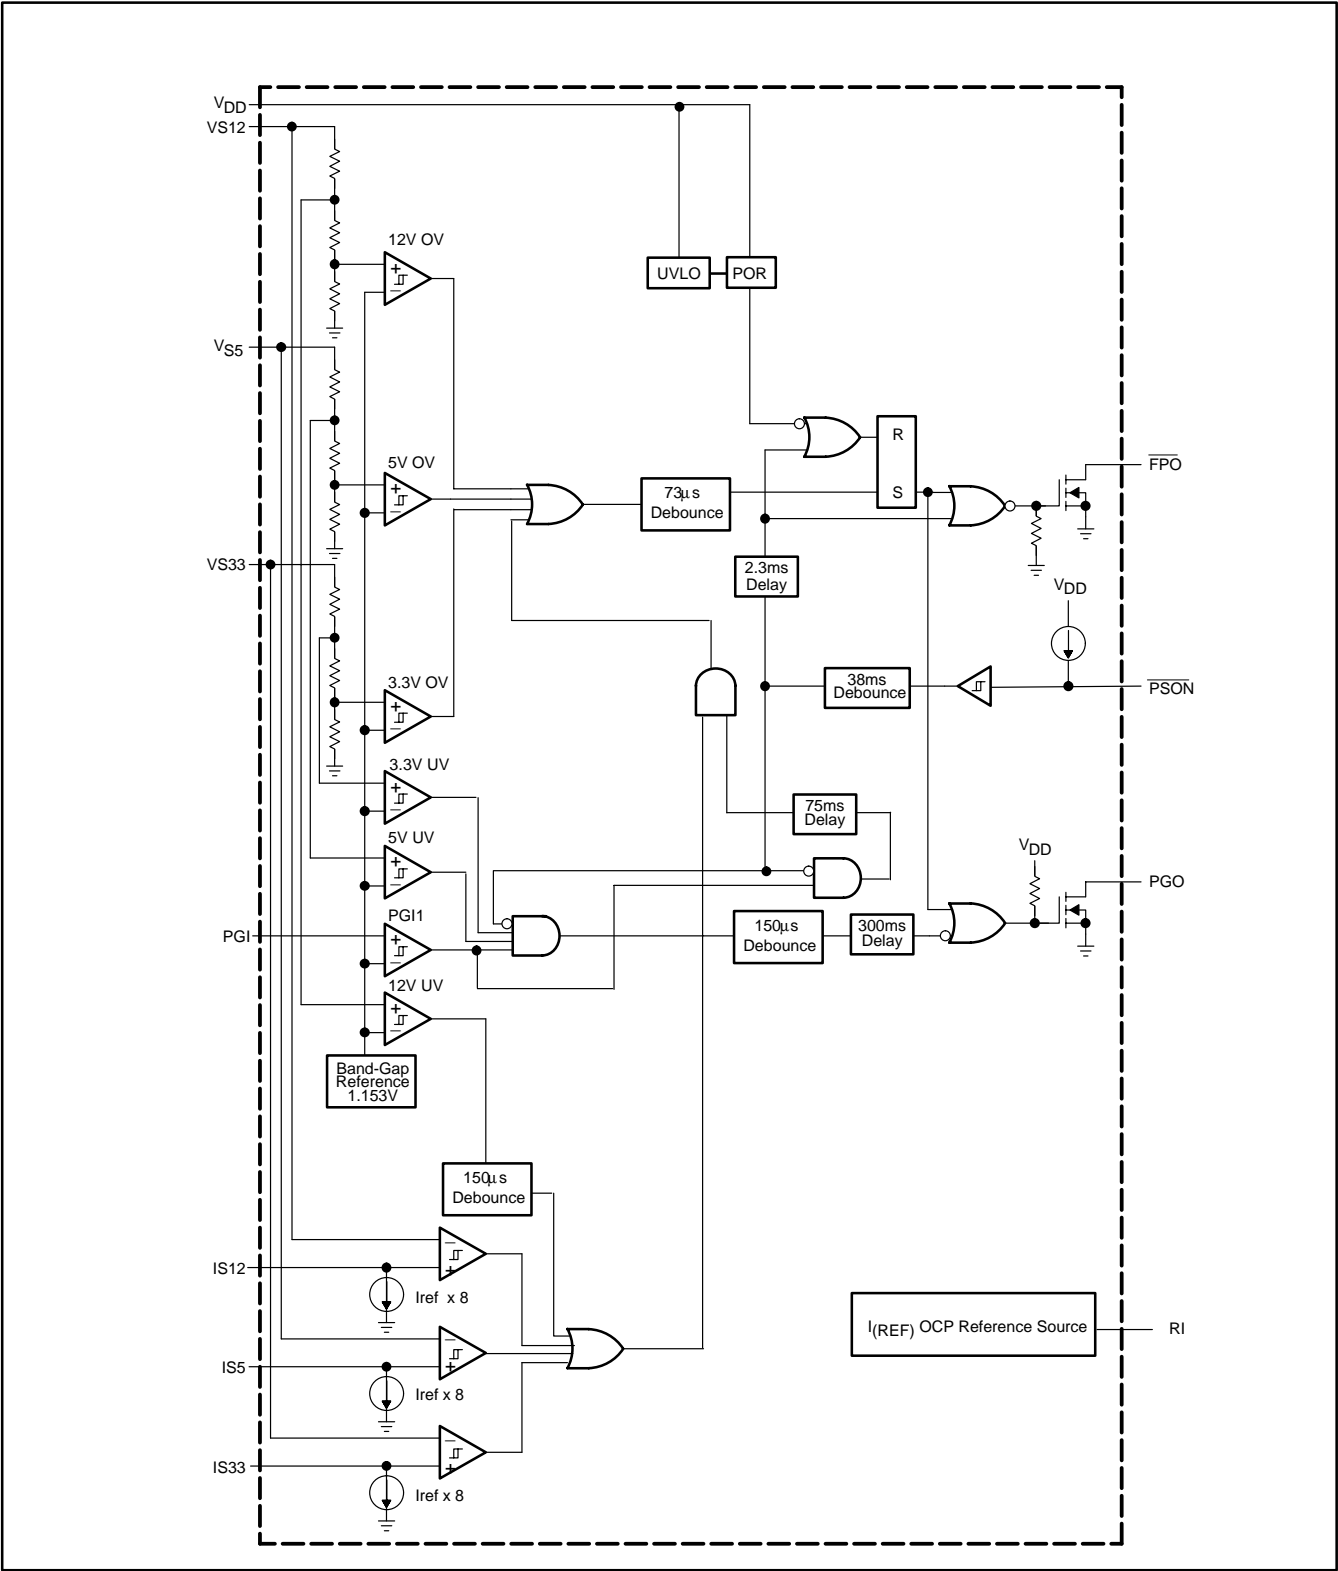 VDD
VS12
12V OV
UVLO
POR
VS5
5V OV
73μs
Debounce
R
S
FPO
VS33
2.3ms
Delay
VDD
3.3V OV
38ms
Debounce
PSON
3.3V UV
75ms
Delay
5V UV
VDD
PGO
PGI1
PGI
150μs
Debounce
300ms
Delay
12V UV
Band-Gap
Reference
1.153V
150μs
Debounce
IS12
Iref x 8
I(REF) OCP Reference Source
RI
IS5
Iref x 8
IS33
Iref x 8